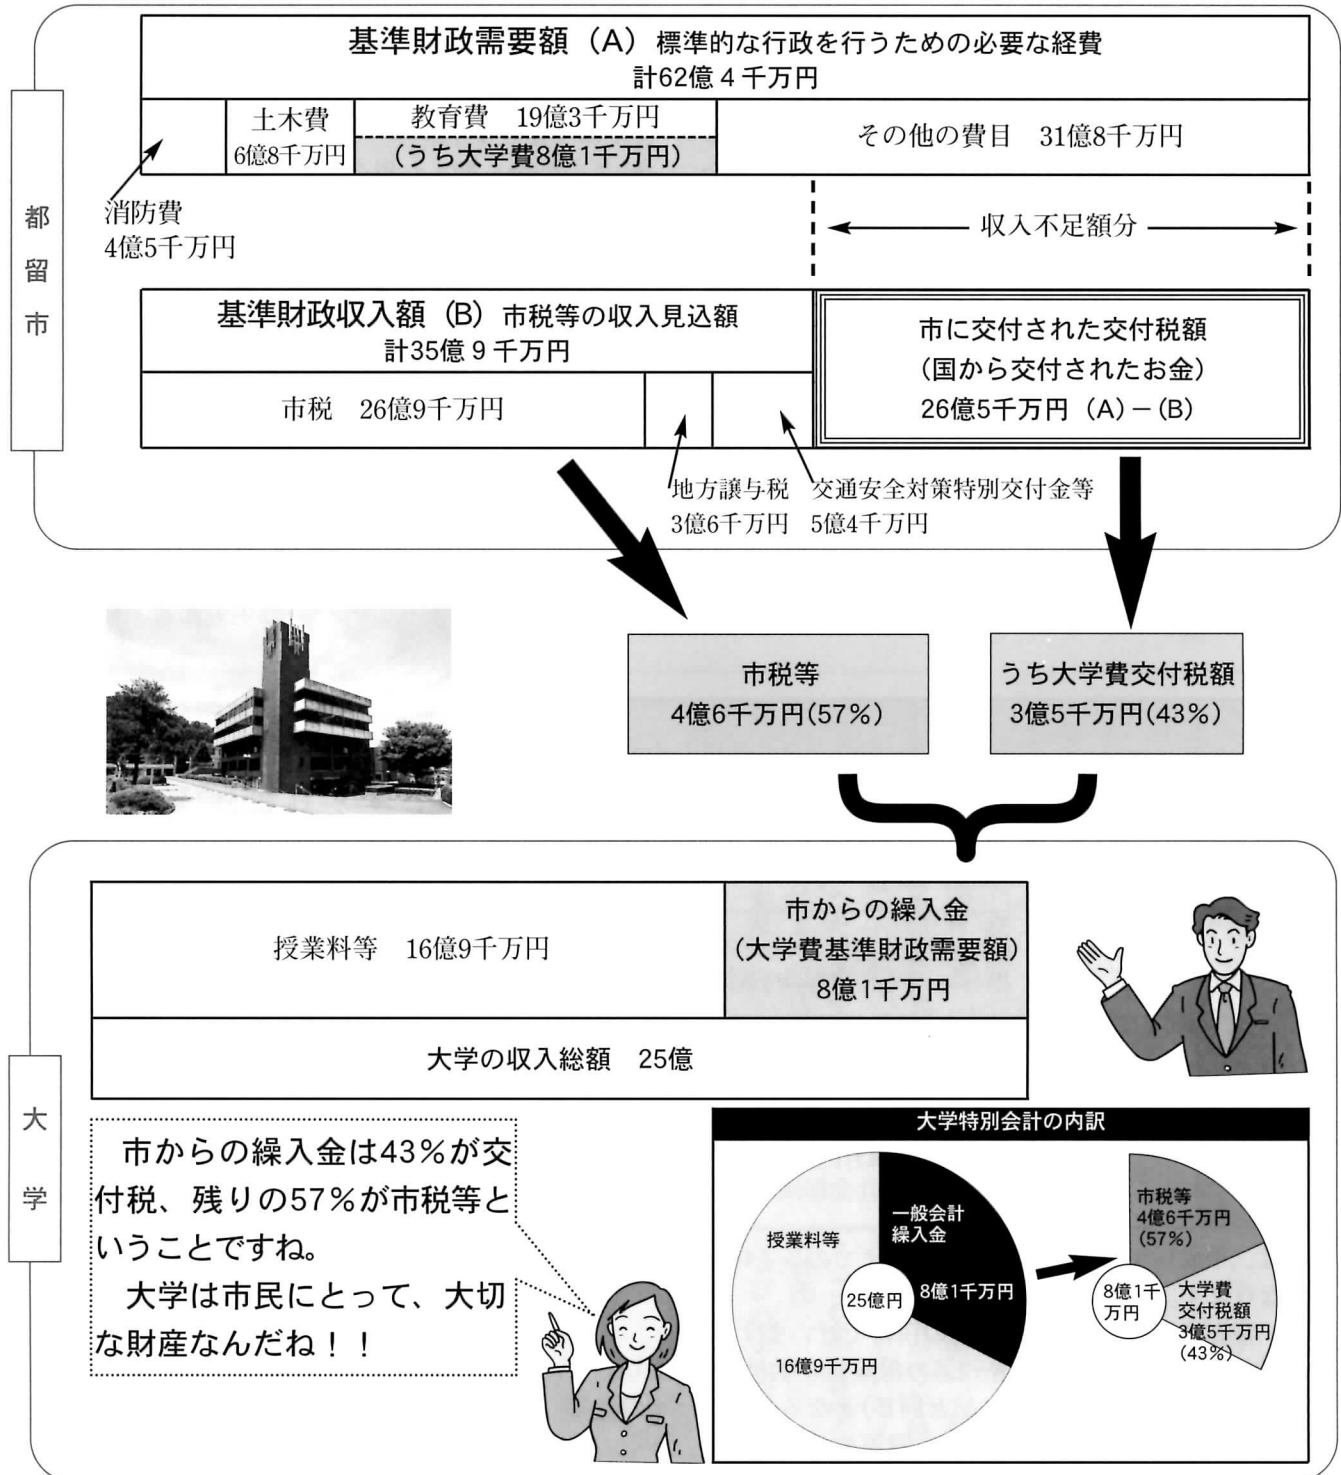 基準財政需要額（A）標準的な行政を行うための必要な経費
計62億4千万円
土木費
6億8千万円
教育費　19億3千万円
（うち大学費8億1千万円）
その他の費目　31億8千万円
消防費
4億5千万円
収入不足額分
都留市
基準財政収入額（B）市税等の収入見込額
計35億9千万円
市税　26億9千万円
市に交付された交付税額
（国から交付されたお金）
26億5千万円（A）－（B）
地方譲与税
3億6千万円
交通安全対策特別交付金等
5億4千万円
市税等
4億6千万円(57%)
うち大学費交付税額
3億5千万円(43%)
授業料等　16億9千万円
市からの繰入金
(大学費基準財政需要額)
8億1千万円
大学の収入総額　25億
大学
市からの繰入金は43%が交
付税、残りの57%が市税等と
いうことですね。
大学は市民にとって、大切
な財産なんだね！！
大学特別会計の内訳
授業料等
16億9千万円
25億円
一般会計
繰入金
8億1千万円
市税等
4億6千万円
(57%)
8億1千
万円
大学費
交付税額
3億5千万円
(43%)